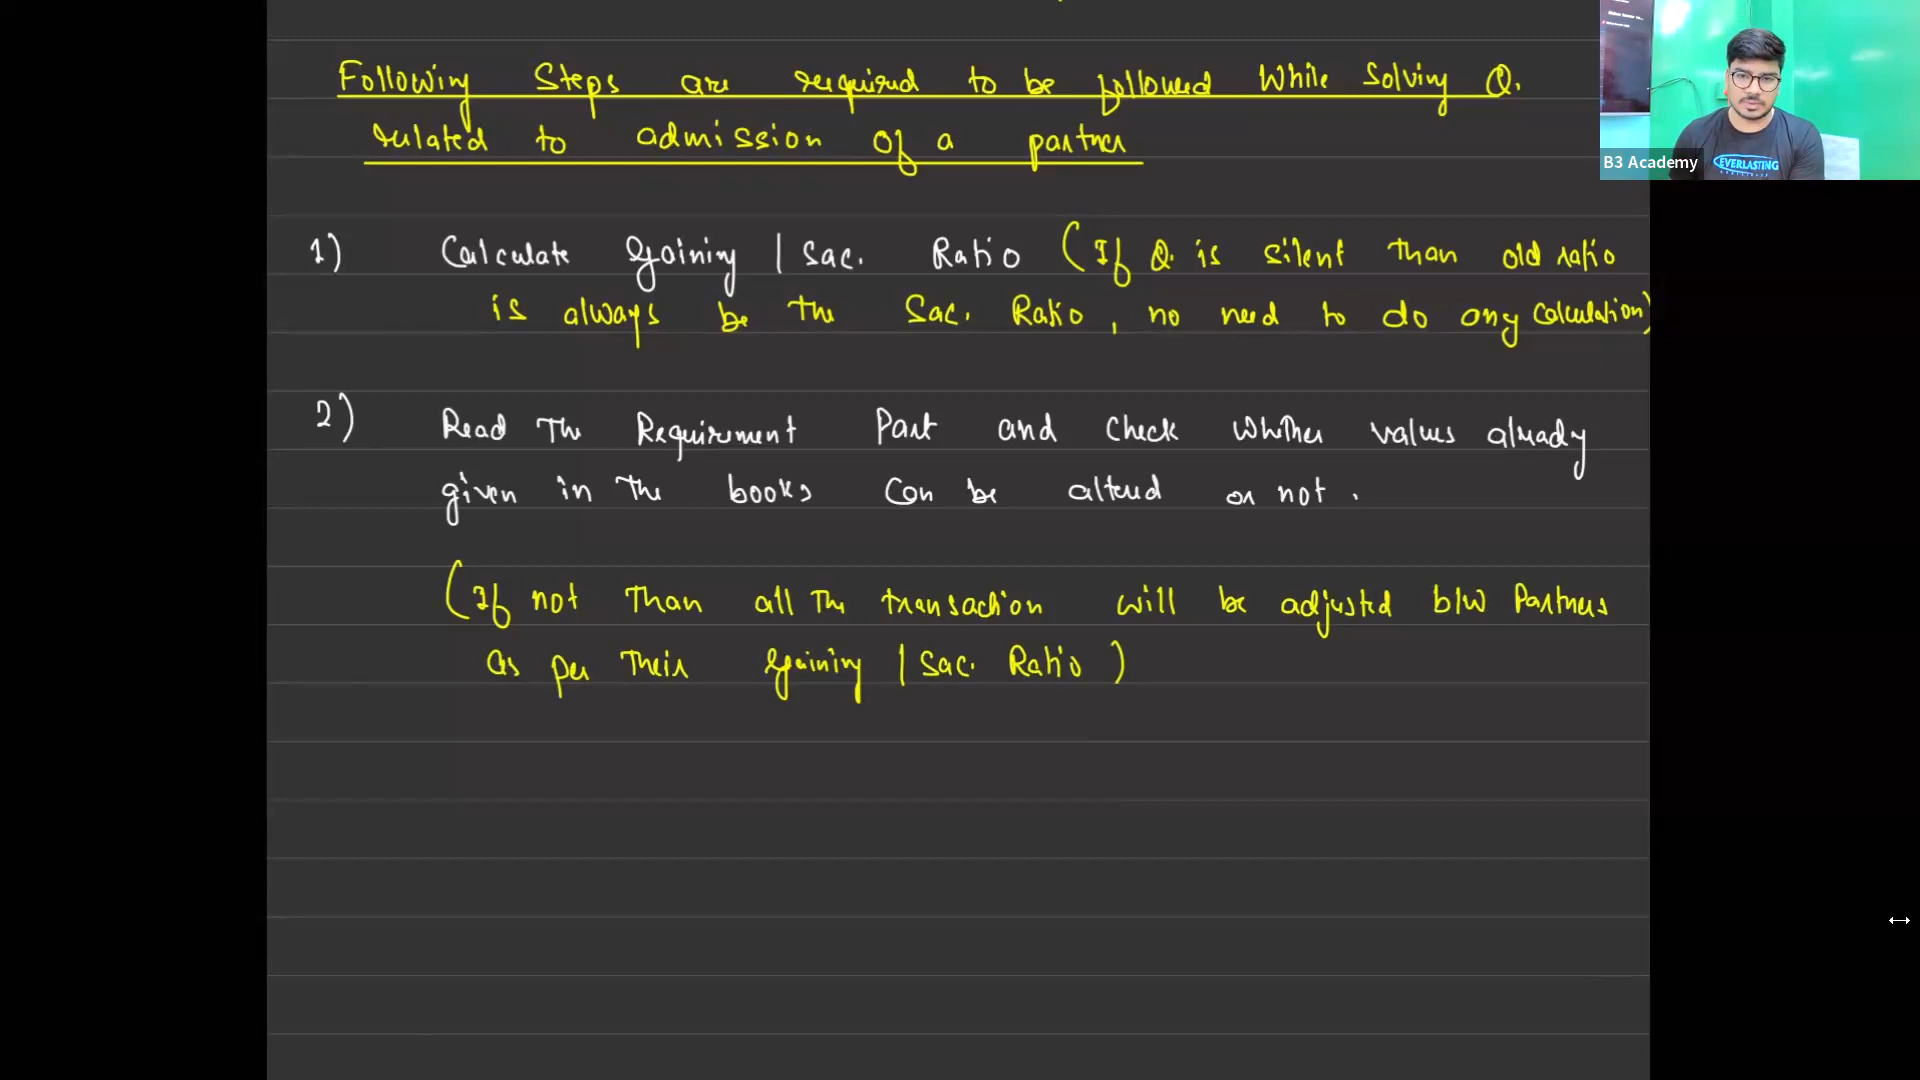 Following Steps are required to be followed While Solving Q.
related to admission of a partner
1) Calculate Gaining | Sac. Ratio (If Q. is silent than old ratio
is always be the Sac. Ratio, no need to do any calculation)
2) Read the Requirement Part and check whether values already
given in the books can be altered or not.
(If not than all the transaction will be adjusted b/w Partners
as per their gaining | Sac. Ratio)
B3 Academy
EVERLASTING